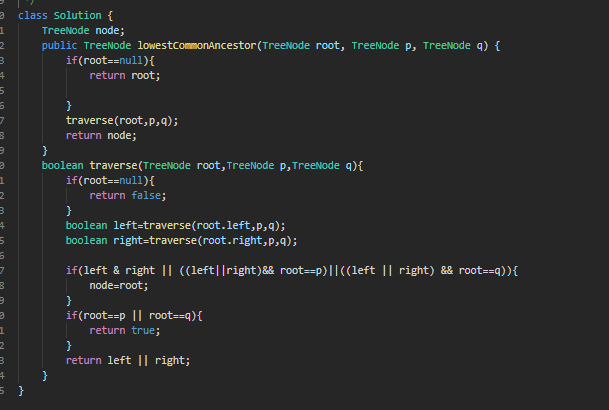 */
class Solution {
    TreeNode node;
    public TreeNode lowestCommonAncestor(TreeNode root, TreeNode p, TreeNode q) {
        if(root==null){
            return root;

        }
        traverse(root,p,q);
        return node;
    }
    boolean traverse(TreeNode root,TreeNode p,TreeNode q){
        if(root==null){
            return false;
        }
        boolean left=traverse(root.left,p,q);
        boolean right=traverse(root.right,p,q);

        if(left & right || ((left||right)&& root==p)||((left || right) && root==q)){
            node=root;
        }
        if(root==p || root==q){
            return true;
        }
        return left || right;
    }
}